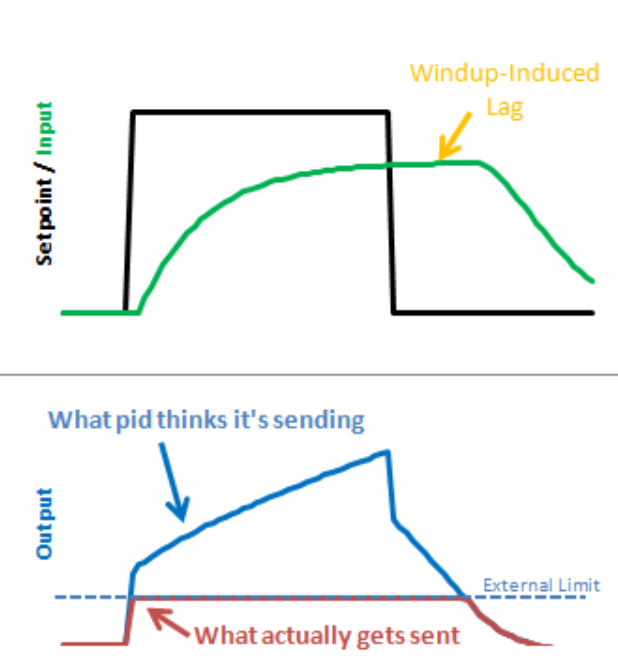 Windup-Induced
Lag
Setpoint / Input
What pid thinks it's sending
Output
External Limit
What actually gets sent